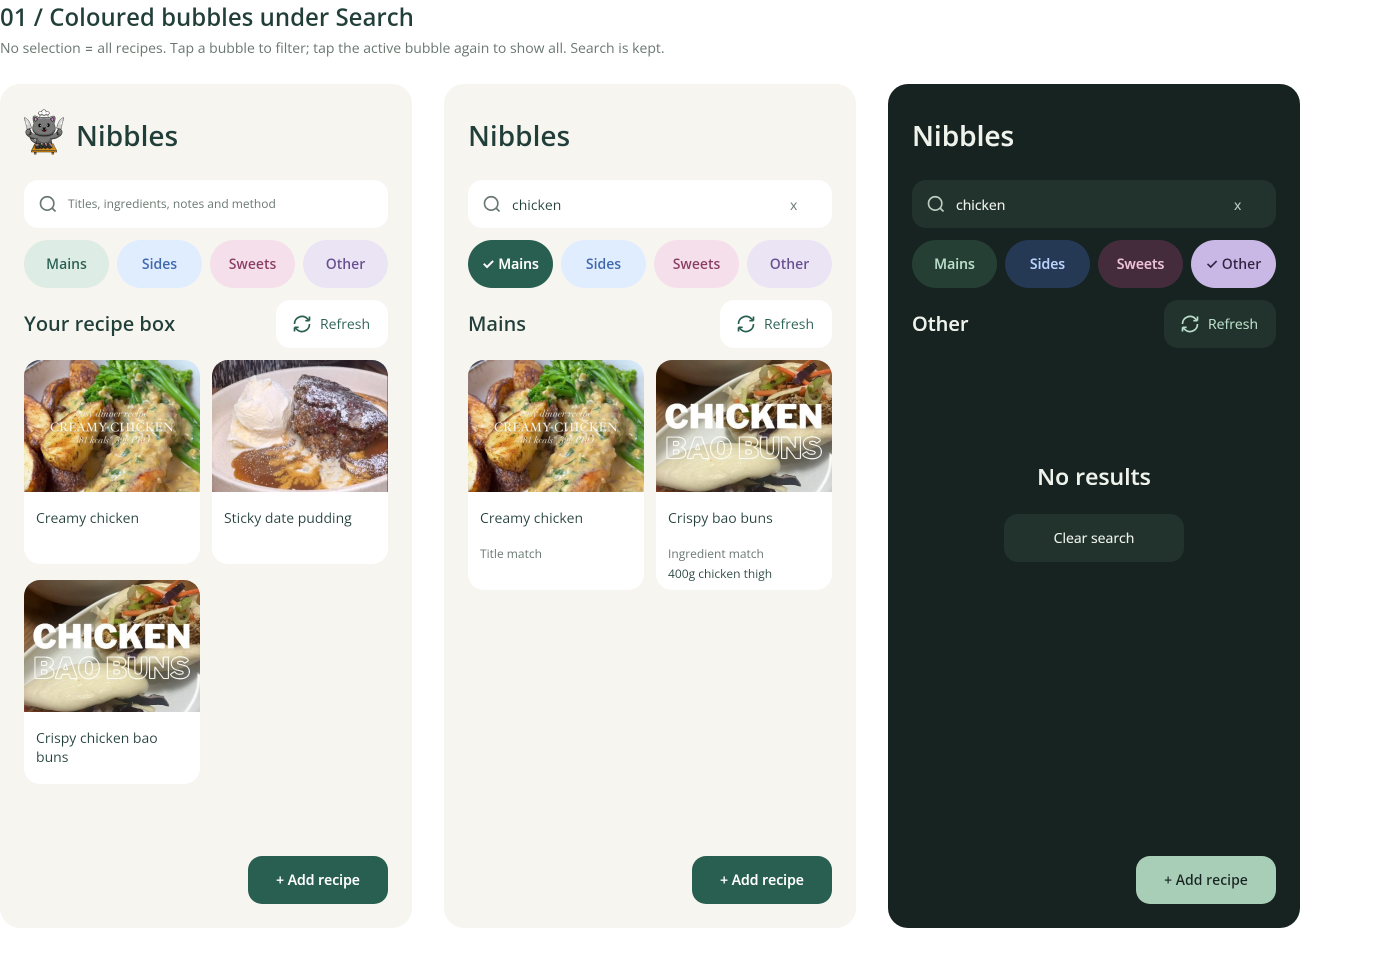 01 / Coloured bubbles under Search
No selection = all recipes. Tap a bubble to filter; tap the active bubble again to show all. Search is kept.
Nibbles
Titles, ingredients, notes and method
Mains
Sides
Sweets
Other
Your recipe box
Refresh
CREAMY CHICKEN
Creamy chicken
Sticky date pudding
CHICKEN
BAO BUNS
Crispy chicken bao
buns
+ Add recipe
Nibbles
chicken
x
✓ Mains
Sides
Sweets
Other
Mains
Refresh
CREAMY CHICKEN
CHICKEN
BAO BUNS
Creamy chicken
Title match
Crispy bao buns
Ingredient match
400g chicken thigh
+ Add recipe
Nibbles
chicken
x
Mains
Sides
Sweets
✓ Other
Other
Refresh
No results
Clear search
+ Add recipe